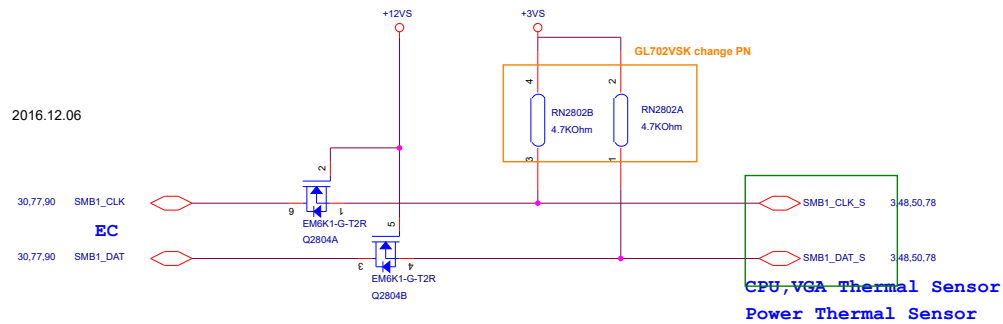 +12VS
+3VS
GL702VSK change PN
4
2
RN2802B
4.7KOhm
RN2802A
4.7KOhm
2016.12.06
3
1
2
30,77,90 SMB1_CLK
6
1
SMB1_CLK_S 3,48,50,78
EM6K1-G-T2R
Q2804A
5
EC
30,77,90 SMB1_DAT
3
4
SMB1_DAT_S 3,48,50,78
EM6K1-G-T2R
Q2804B
CPU,VGA Thermal Sensor
Power Thermal Sensor